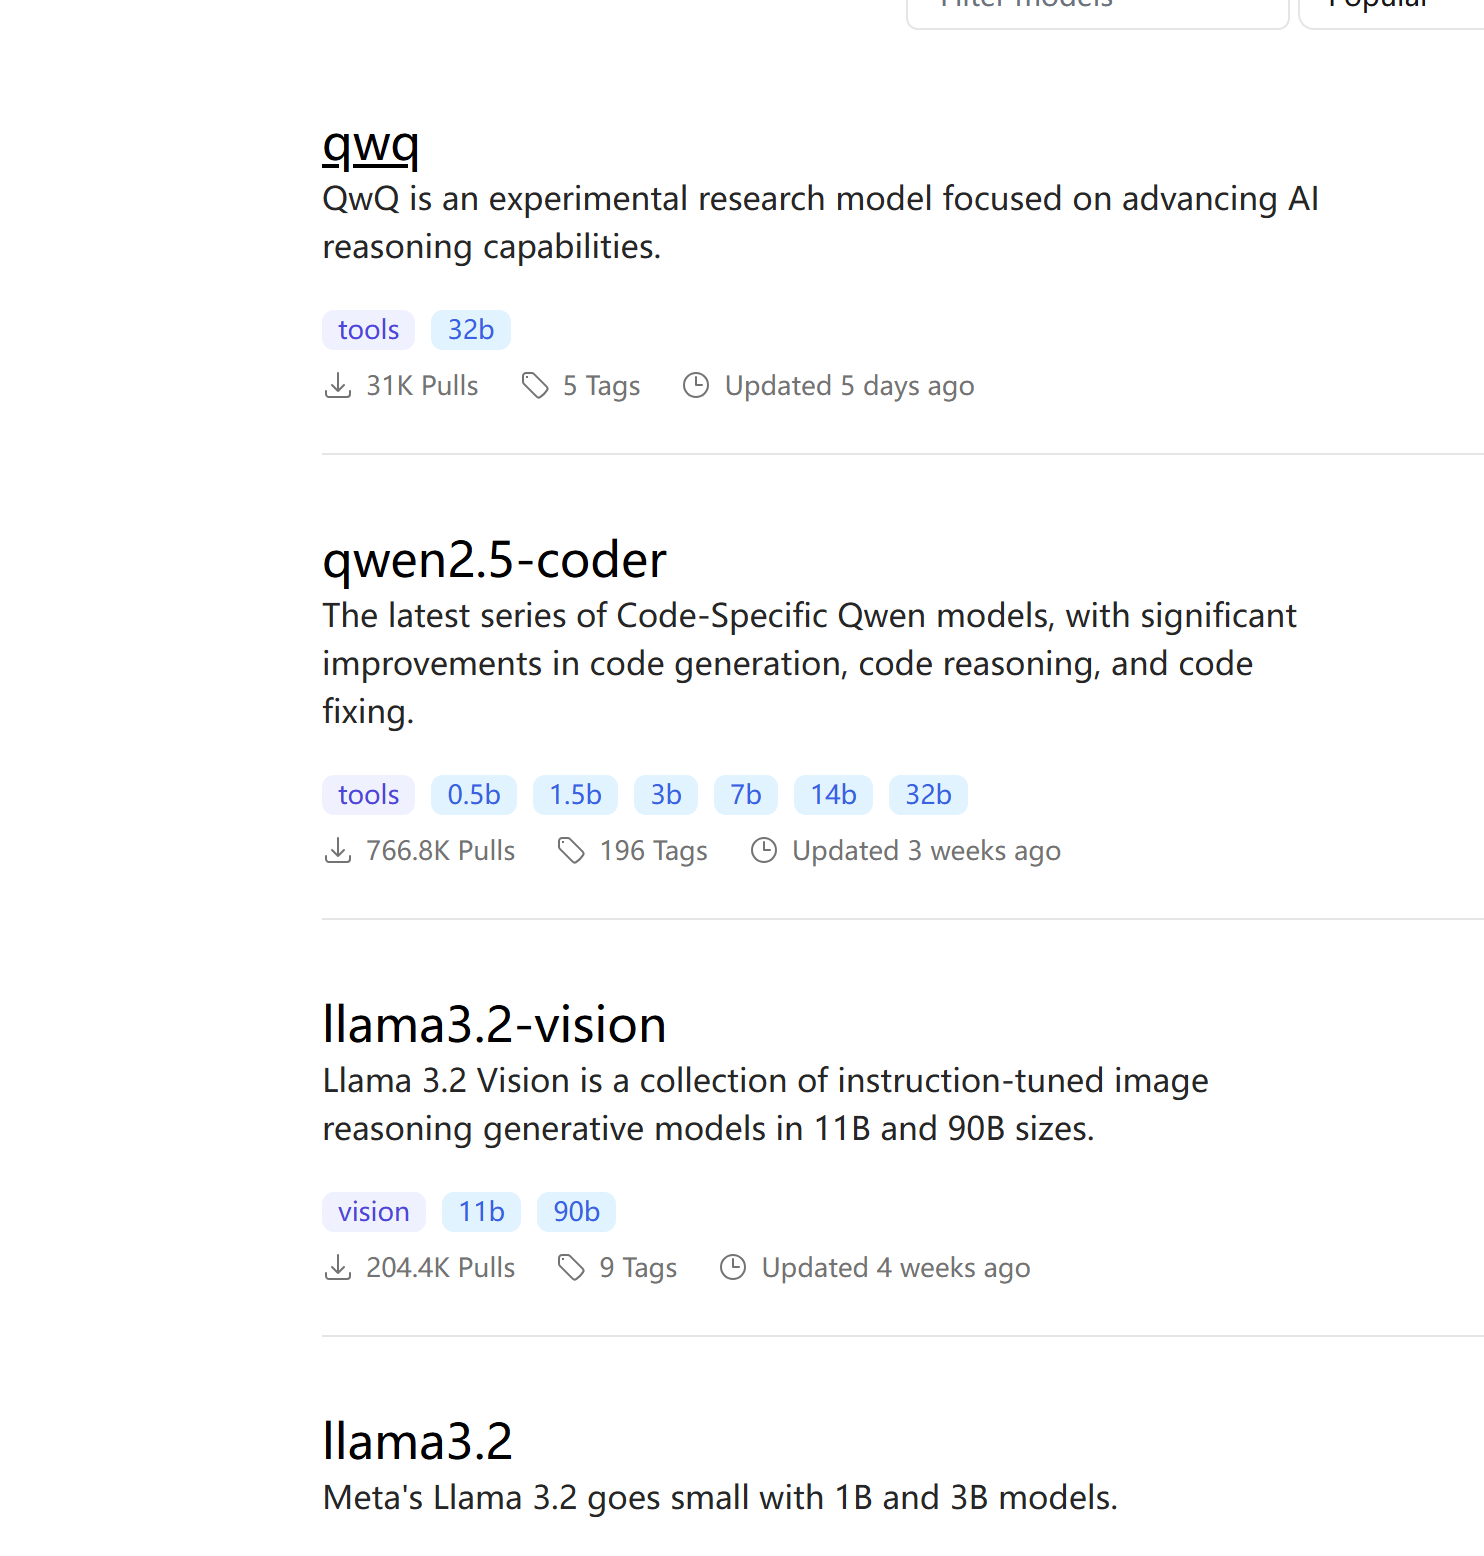 Filter models
Popular
qwq
QwQ is an experimental research model focused on advancing AI
reasoning capabilities.
tools 32b
31K Pulls 5 Tags Updated 5 days ago
qwen2.5-coder
The latest series of Code-Specific Qwen models, with significant
improvements in code generation, code reasoning, and code
fixing.
tools 0.5b 1.5b 3b 7b 14b 32b
766.8K Pulls 196 Tags Updated 3 weeks ago
llama3.2-vision
Llama 3.2 Vision is a collection of instruction-tuned image
reasoning generative models in 11B and 90B sizes.
vision 11b 90b
204.4K Pulls 9 Tags Updated 4 weeks ago
llama3.2
Meta's Llama 3.2 goes small with 1B and 3B models.